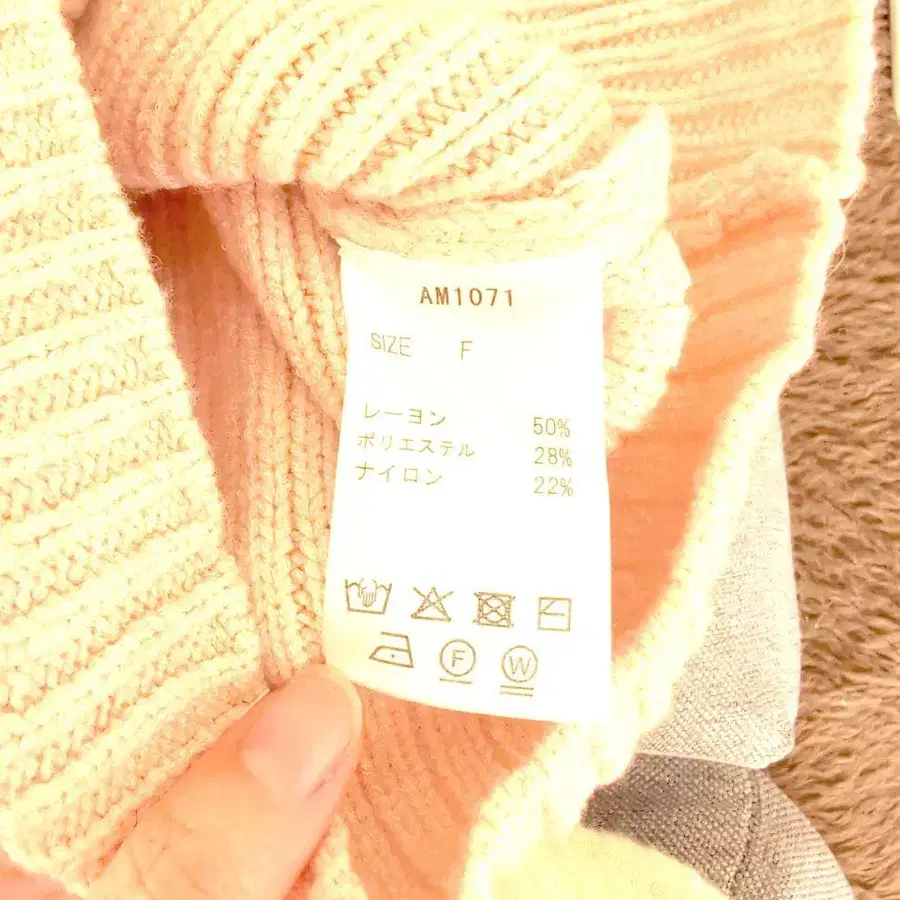 AM1071
SIZE F
レーヨン 50%
ポリエステル 28%
ナイロン 22%
F W